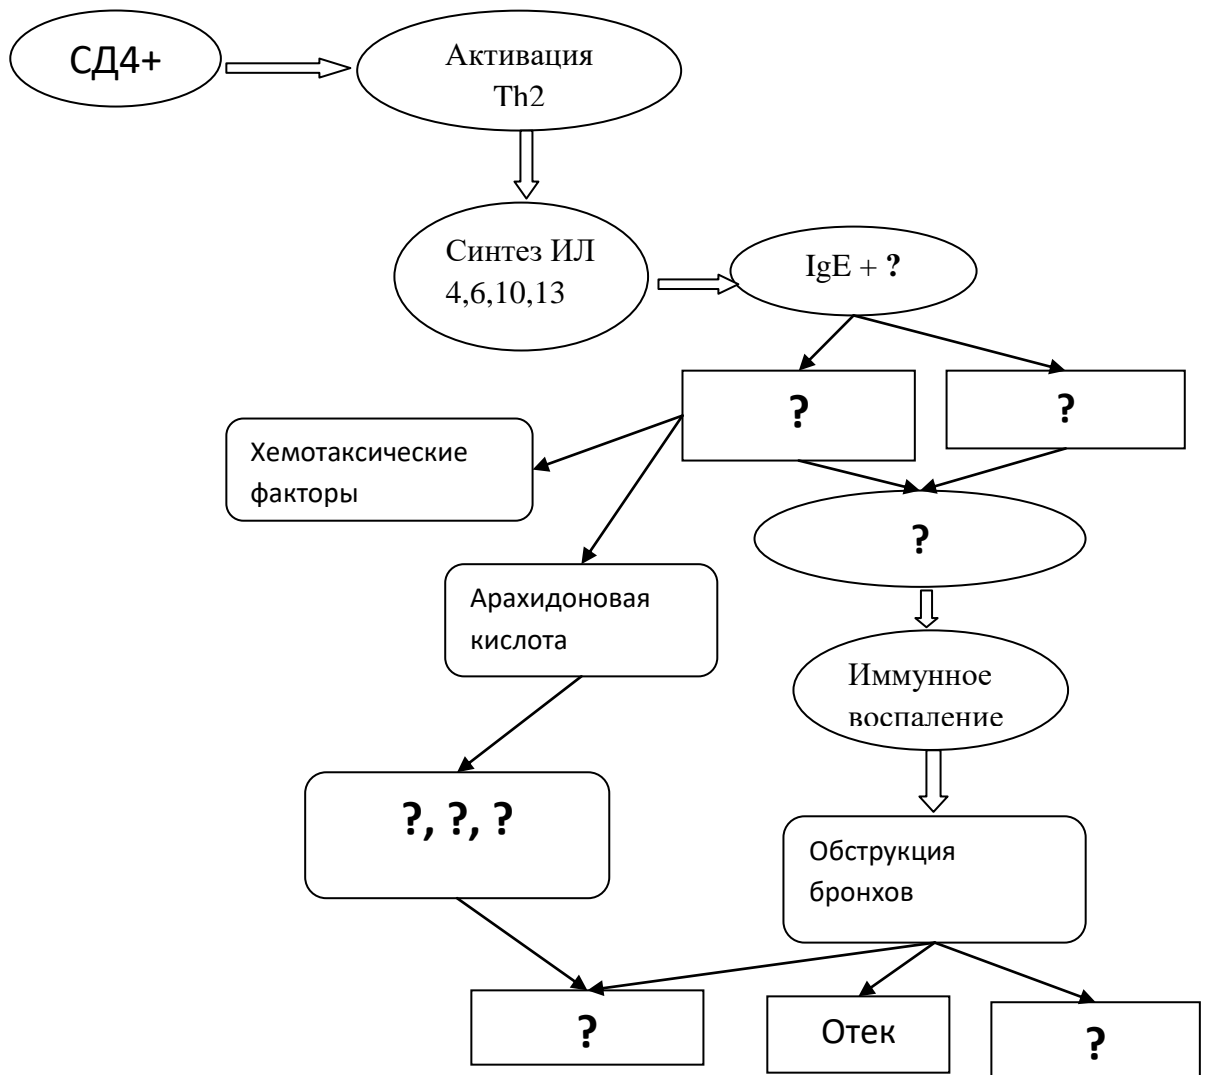 СД4+
Активация
Th2
Синтез ИЛ
4,6,10,13
IgE + ?
?
?
Хемотаксические
факторы
?
Арахидоновая
кислота
Иммунное
воспаление
?, ?, ?
Обструкция
бронхов
?
Отек
?